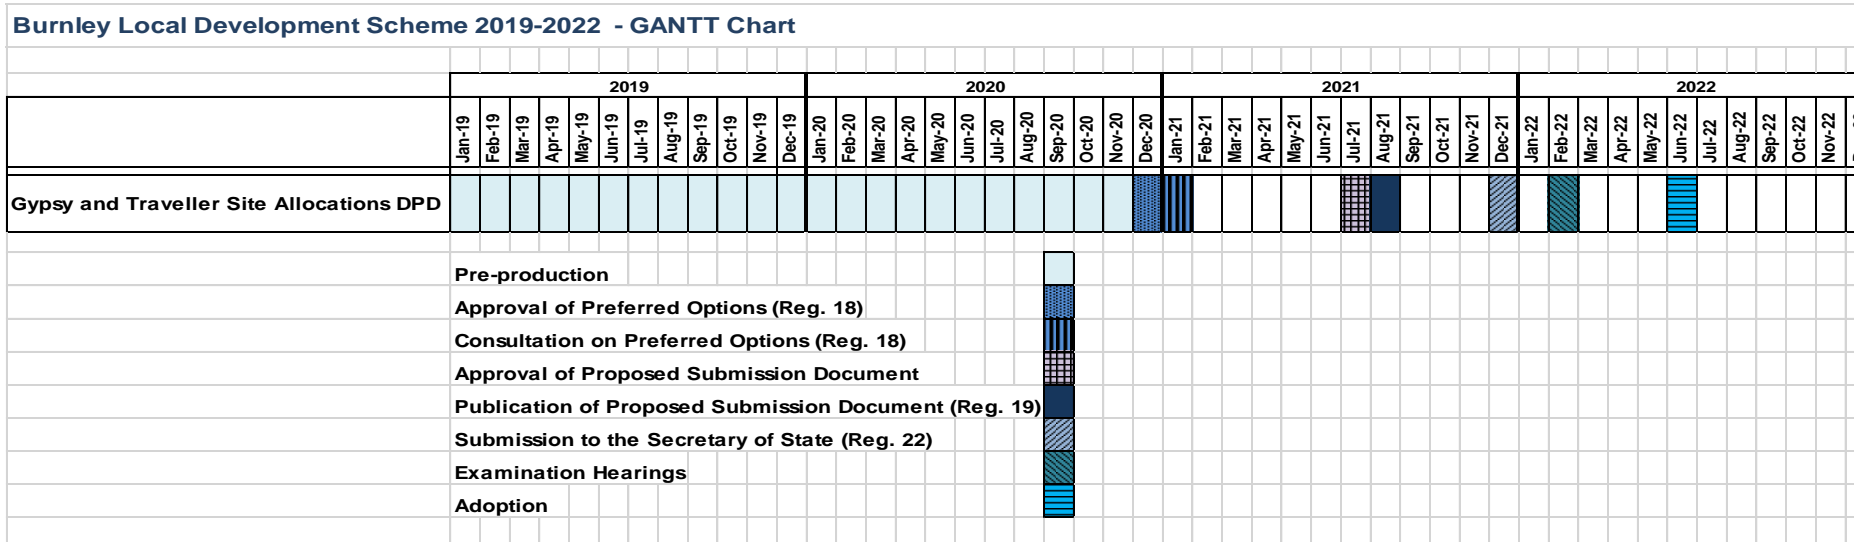 Burnley Local Development Scheme 2019-2022 - GANTT Chart
2019 2020 2021 2022
Jan-19 Feb-19 Mar-19 Apr-19 May-19 Jun-19 Jul-19 Aug-19 Sep-19 Oct-19 Nov-19 Dec-19 Jan-20 Feb-20 Mar-20 Apr-20 May-20 Jun-20 Jul-20 Aug-20 Sep-20 Oct-20 Nov-20 Dec-20 Jan-21 Feb-21 Mar-21 Apr-21 May-21 Jun-21 Jul-21 Aug-21 Sep-21 Oct-21 Nov-21 Dec-21 Jan-22 Feb-22 Mar-22 Apr-22 May-22 Jun-22 Jul-22 Aug-22 Sep-22 Oct-22 Nov-22
Gypsy and Traveller Site Allocations DPD
Pre-production
Approval of Preferred Options (Reg. 18)
Consultation on Preferred Options (Reg. 18)
Approval of Proposed Submission Document
Publication of Proposed Submission Document (Reg. 19)
Submission to the Secretary of State (Reg. 22)
Examination Hearings
Adoption